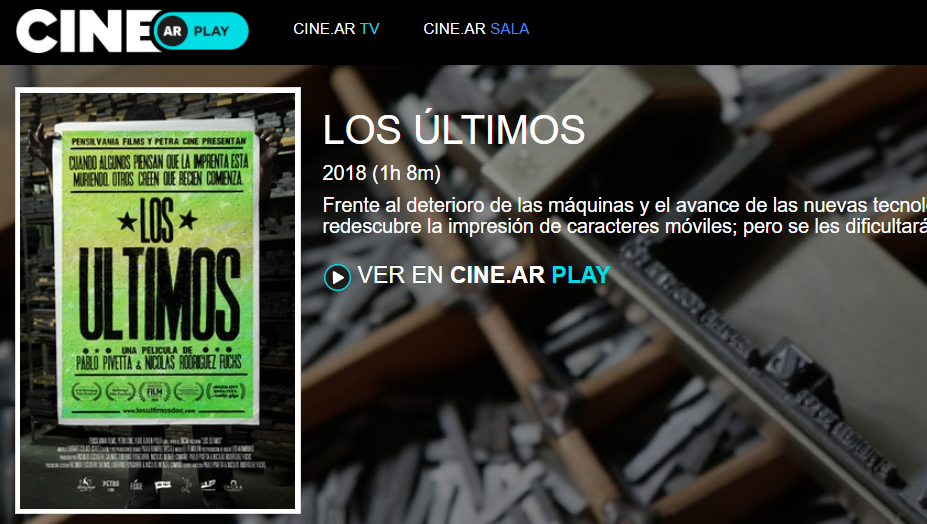 CINE AR PLAY
CINE.AR TV
CINE.AR SALA
LOS ÚLTIMOS
2018 (1h 8m)
Frente al deterioro de las máquinas y el avance de las nuevas tecnol
redescubre la impresión de caracteres móviles; pero se les dificultará
VER EN CINE.AR PLAY
PENSILVANIA FILMS Y PETRA CINE PRESENTAN
CUANDO ALGUNOS PIENSAN QUE LA IMPRENTA ESTA
MURIENDO, OTROS CREEN QUE RECIEN COMIENZA.
LOS
ULTIMOS
UNA PELICULA DE
PABLO PIVETTA & NICOLAS RODRIGUEZ FUCHS
FILM
www.losultimosdoc.com